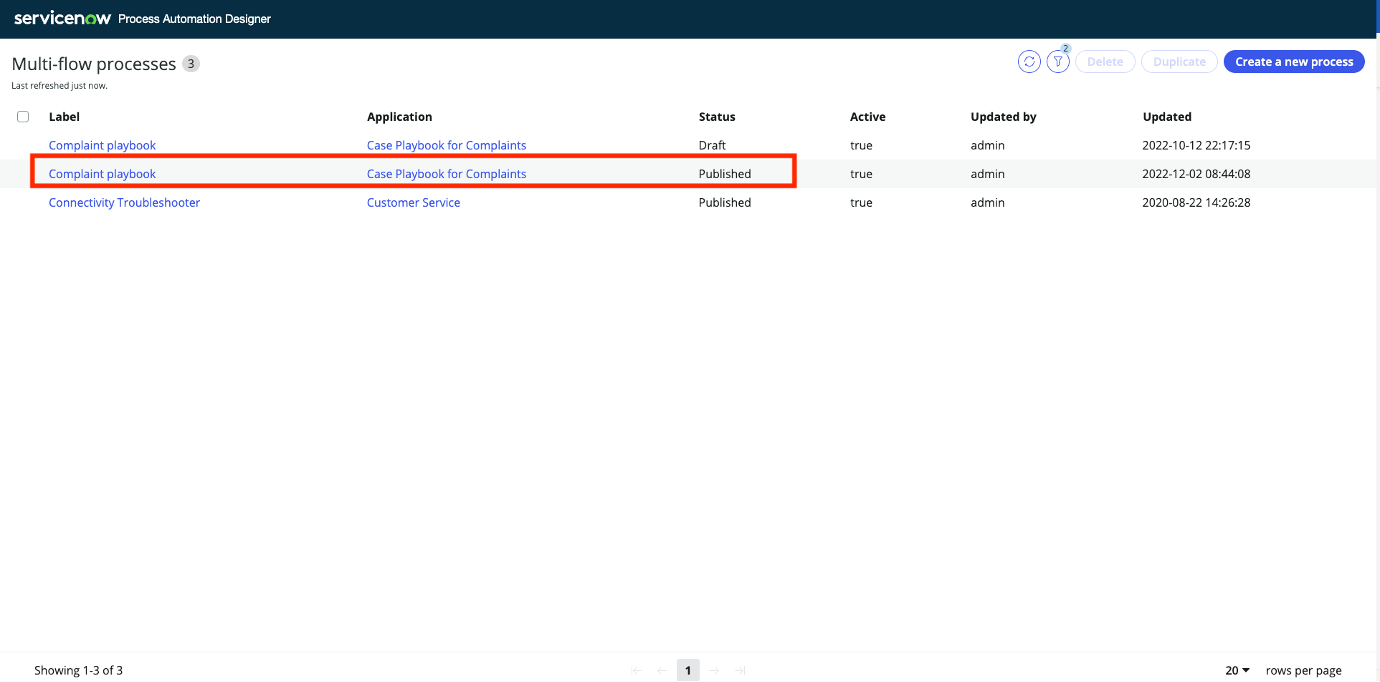 servicenow Process Automation Designer
Multi-flow processes 3
2
Delete Duplicate Create a new process
Last refreshed just now.
Label Application Status Active Updated by Updated
Complaint playbook Case Playbook for Complaints Draft true admin 2022-10-12 22:17:15
Complaint playbook Case Playbook for Complaints Published true admin 2022-12-02 08:44:08
Connectivity Troubleshooter Customer Service Published true admin 2020-08-22 14:26:28
Showing 1-3 of 3 1 20 rows per page